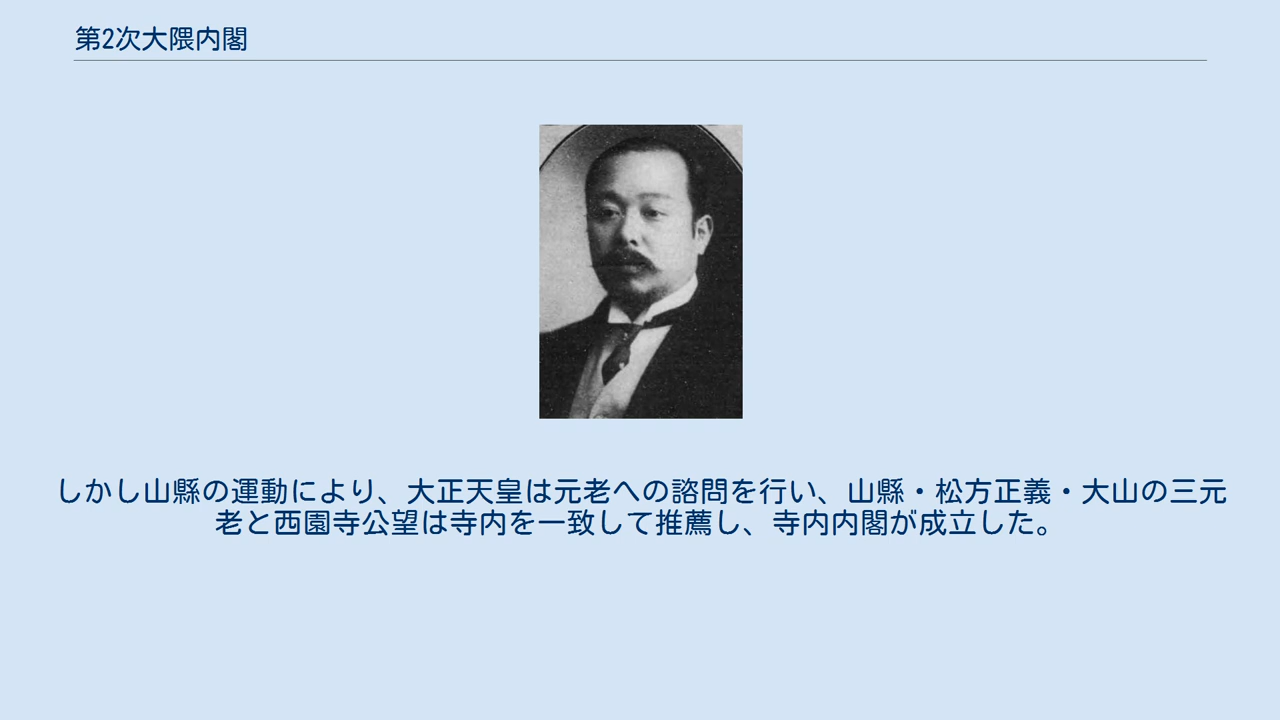 第2次大隈内閣
しかし山縣の運動により、大正天皇は元老への諮問を行い、山縣・松方正義・大山の三元
老と西園寺公望は寺内を一致して推薦し、寺内内閣が成立した。